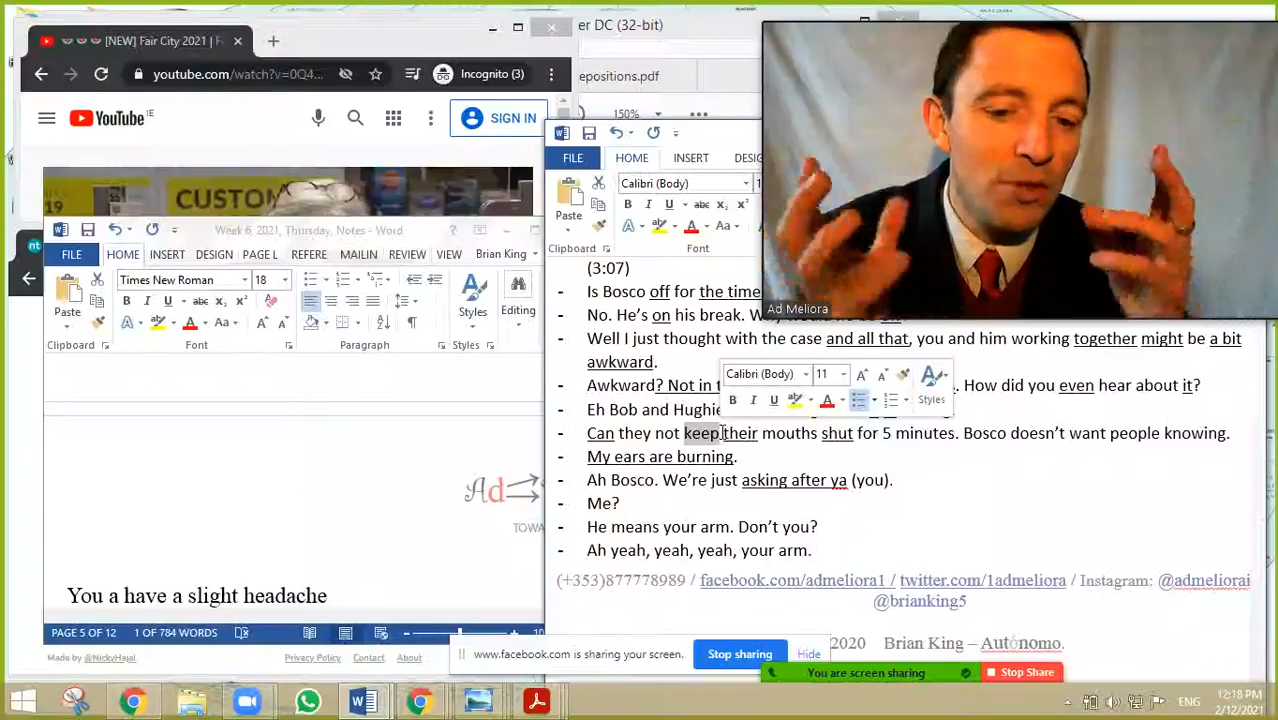 er DC (32-bit)
[NEW] Fair City 2021 | F
youtube.com/watch?v=0Q4...
Incognito (3)
epositions.pdf
YouTube IE
SIGN IN
150%
CUSTOM
19
Week 6, 2021, Thursday, Notes - Word
FILE HOME INSERT DESIGN PAGE L REFERE MAILIN REVIEW VIEW Brian King
Times New Roman 18
Paste
Styles
Editing
Clipboard Font Paragraph Styles
You a have a slight headache
PAGE 5 OF 12 1 OF 784 WORDS
Made by @NickyHajal
Privacy Policy Contact About
FILE HOME INSERT DESIG
Calibri (Body)
Paste
Clipboard Font
Ad Meliora
(3:07)
- Is Bosco off for the time
- No. He's on his break.
- Well I just thought with the case and all that, you and him working together might be a bit
awkward.
- Awkward? Not in t . How did you even hear about it?
- Eh Bob and Hughie
- Can they not keep their mouths shut for 5 minutes. Bosco doesn't want people knowing.
- My ears are burning.
- Ah Bosco. We're just asking after ya (you).
- Me?
- He means your arm. Don't you?
- Ah yeah, yeah, yeah, your arm.
Calibri (Body) 11
Styles
Ad
TOWA
(+353)877778989 / facebook.com/admeliora1 / twitter.com/1admeliora / Instagram: @admeliorai
@brianking5
2020 Brian King – Autónomo.
www.facebook.com is sharing your screen.
Stop sharing
Hide
You are screen sharing
Stop Share
ENG
12:18 PM
2/12/2021